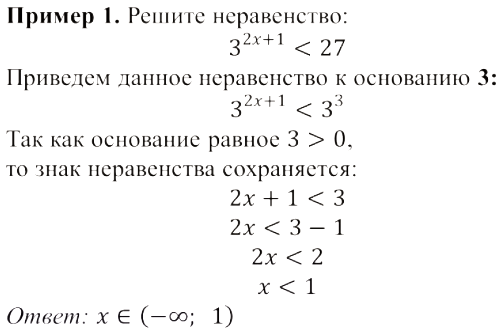 Пример 1. Решите неравенство:
3^{2x+1} < 27
Приведем данное неравенство к основанию 3:
3^{2x+1} < 3^3
Так как основание равное 3 > 0,
то знак неравенства сохраняется:
2x + 1 < 3
2x < 3 − 1
2x < 2
x < 1
Ответ: x ∈ (−∞; 1)